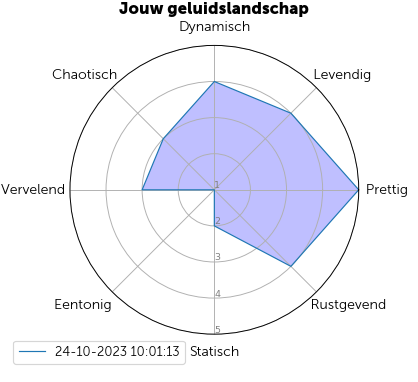 Jouw geluidslandschap
Dynamisch
Chaotisch
Levendig
Vervelend
1
Prettig
2
3
4
Eentonig
Rustgevend
5
24-10-2023 10:01:13
Statisch